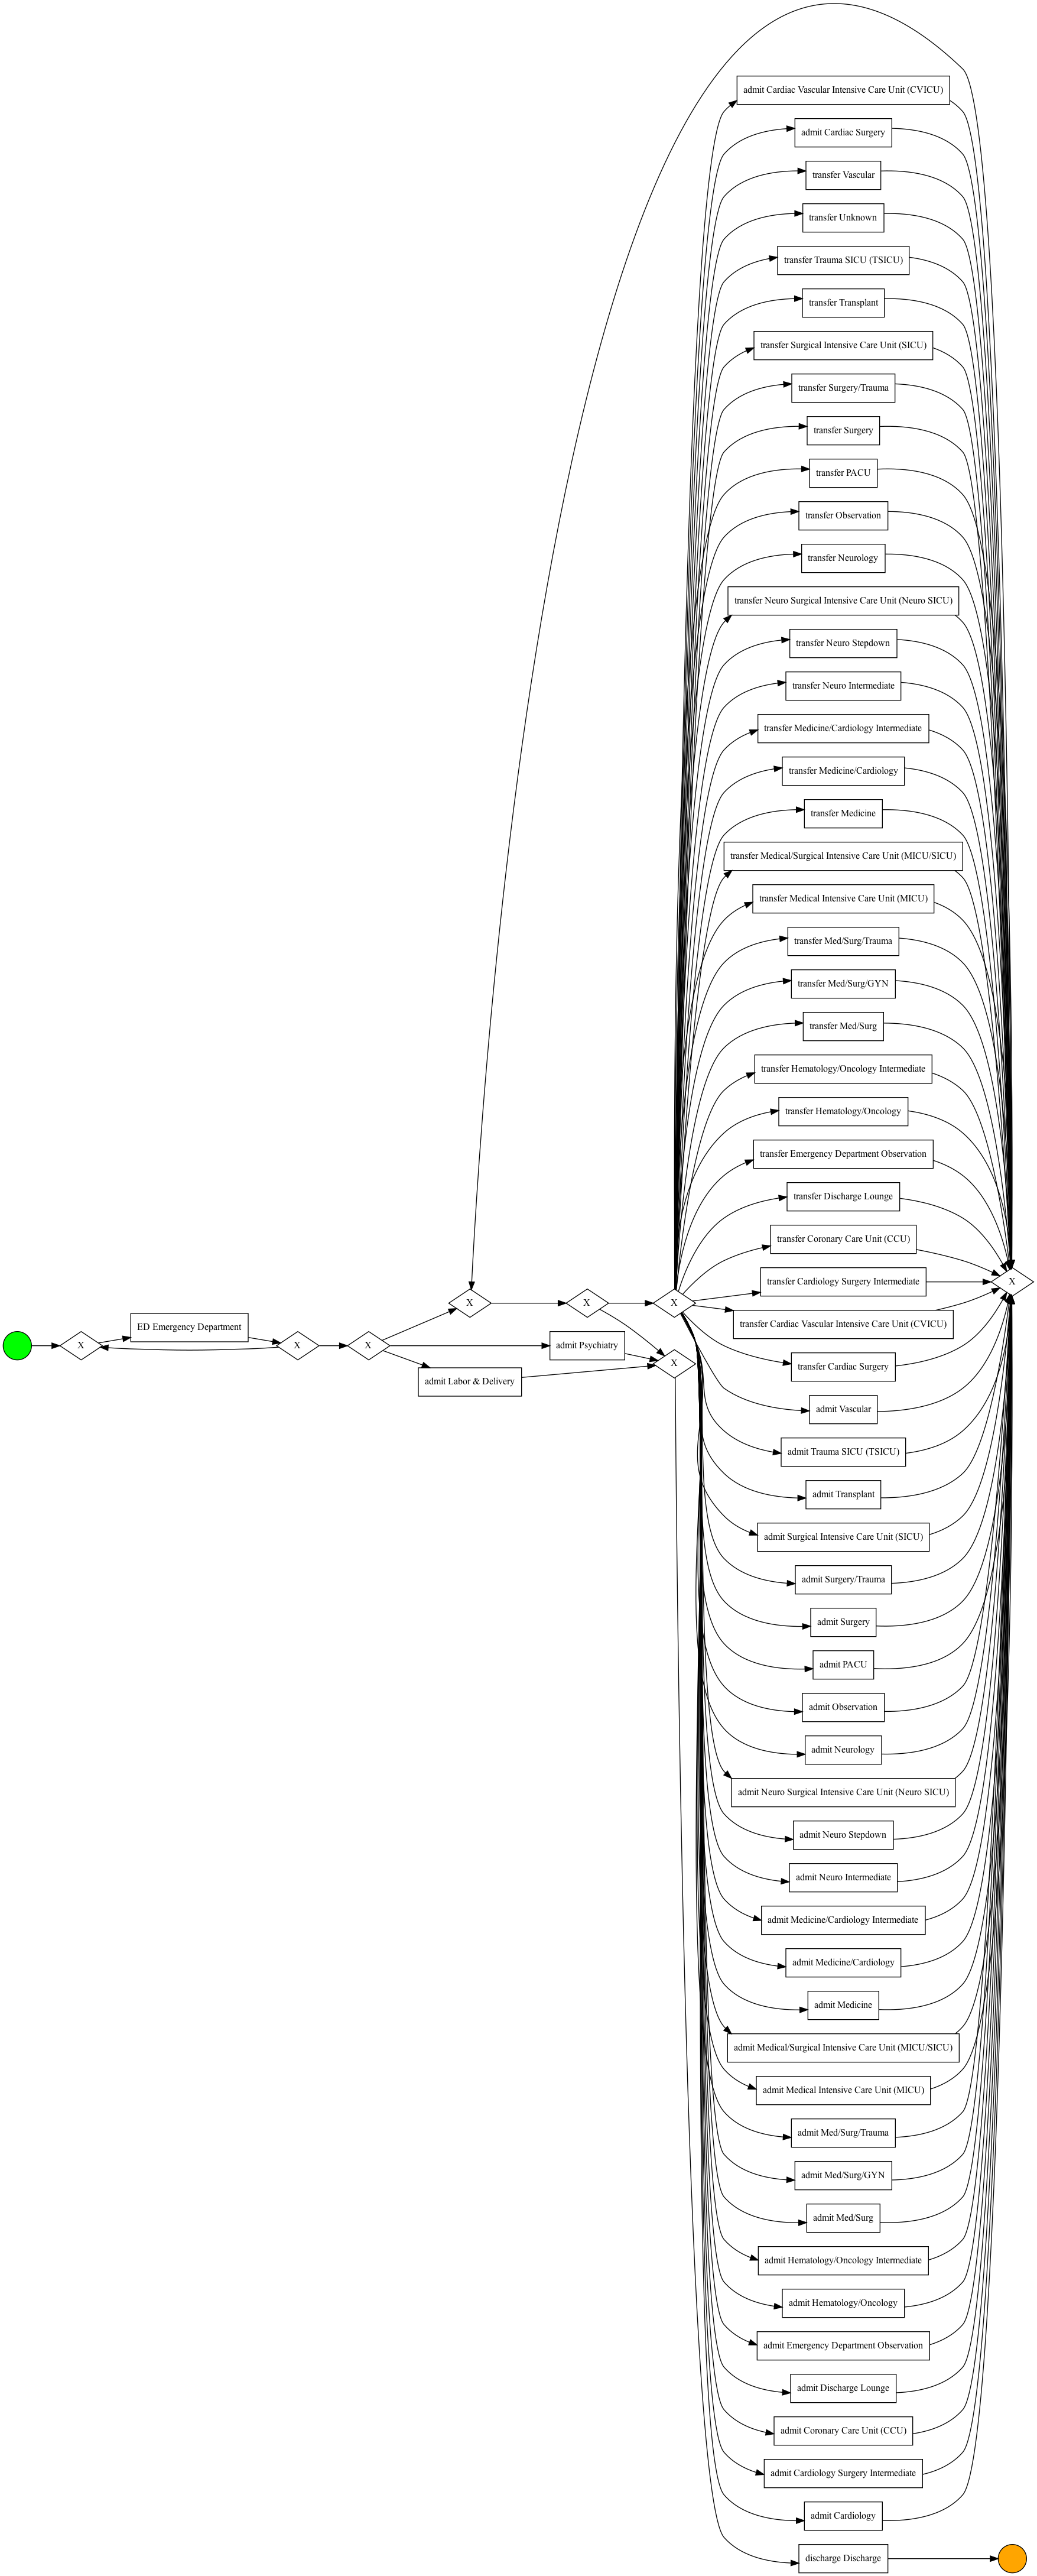 admit Cardiac Vascular Intensive Care Unit (CVICU)
admit Cardiac Surgery
transfer Vascular
transfer Unknown
transfer Trauma SICU (TSICU)
transfer Transplant
transfer Surgical Intensive Care Unit (SICU)
transfer Surgery/Trauma
transfer Surgery
transfer PACU
transfer Observation
transfer Neurology
transfer Neuro Surgical Intensive Care Unit (Neuro SICU)
transfer Neuro Stepdown
transfer Neuro Intermediate
transfer Medicine/Cardiology Intermediate
transfer Medicine/Cardiology
transfer Medicine
transfer Medical/Surgical Intensive Care Unit (MICU/SICU)
transfer Medical Intensive Care Unit (MICU)
transfer Med/Surg/Trauma
transfer Med/Surg/GYN
transfer Med/Surg
transfer Hematology/Oncology Intermediate
transfer Hematology/Oncology
transfer Emergency Department Observation
transfer Discharge Lounge
transfer Coronary Care Unit (CCU)
transfer Cardiology Surgery Intermediate
X
X
X
X
transfer Cardiac Vascular Intensive Care Unit (CVICU)
ED Emergency Department
X
X
X
admit Psychiatry
X
transfer Cardiac Surgery
admit Labor & Delivery
admit Vascular
admit Trauma SICU (TSICU)
admit Transplant
admit Surgical Intensive Care Unit (SICU)
admit Surgery/Trauma
admit Surgery
admit PACU
admit Observation
admit Neurology
admit Neuro Surgical Intensive Care Unit (Neuro SICU)
admit Neuro Stepdown
admit Neuro Intermediate
admit Medicine/Cardiology Intermediate
admit Medicine/Cardiology
admit Medicine
admit Medical/Surgical Intensive Care Unit (MICU/SICU)
admit Medical Intensive Care Unit (MICU)
admit Med/Surg/Trauma
admit Med/Surg/GYN
admit Med/Surg
admit Hematology/Oncology Intermediate
admit Hematology/Oncology
admit Emergency Department Observation
admit Discharge Lounge
admit Coronary Care Unit (CCU)
admit Cardiology Surgery Intermediate
admit Cardiology
discharge Discharge